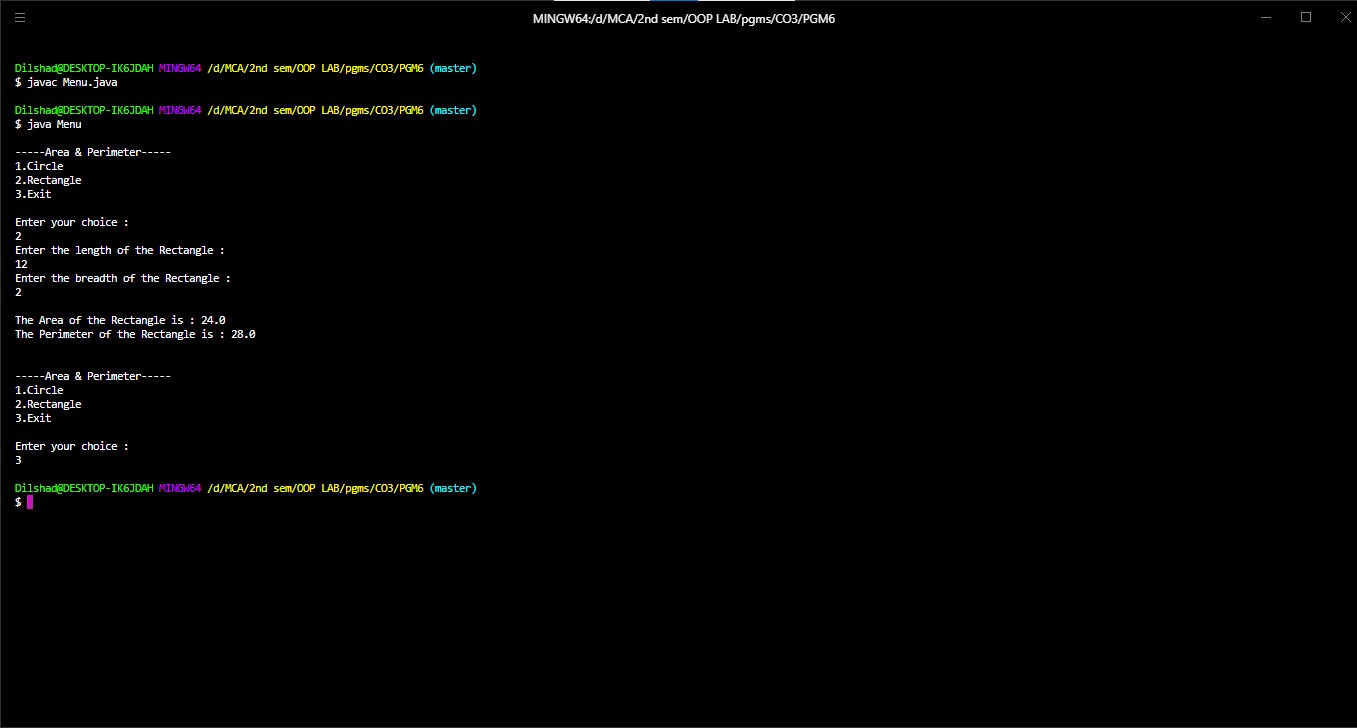 MINGW64:/d/MCA/2nd sem/OOP LAB/pgms/CO3/PGM6
Dilshad@DESKTOP-IK6JDAH MINGW64 /d/MCA/2nd sem/OOP LAB/pgms/CO3/PGM6 (master)
$ javac Menu.java
Dilshad@DESKTOP-IK6JDAH MINGW64 /d/MCA/2nd sem/OOP LAB/pgms/CO3/PGM6 (master)
$ java Menu
-----Area & Perimeter-----
1.Circle
2.Rectangle
3.Exit
Enter your choice :
2
Enter the length of the Rectangle :
12
Enter the breadth of the Rectangle :
2
The Area of the Rectangle is : 24.0
The Perimeter of the Rectangle is : 28.0
-----Area & Perimeter-----
1.Circle
2.Rectangle
3.Exit
Enter your choice :
3
Dilshad@DESKTOP-IK6JDAH MINGW64 /d/MCA/2nd sem/OOP LAB/pgms/CO3/PGM6 (master)
$